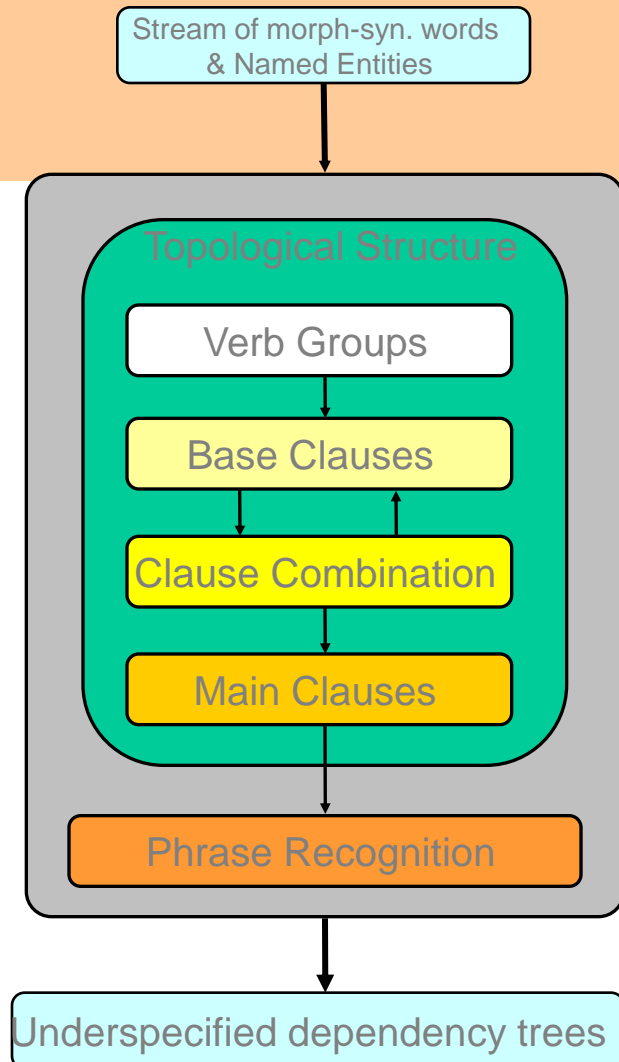 Stream of morph-syn. words
& Named Entities
Topological Structure
Verb Groups
Base Clauses
Clause Combination
Main Clauses
Phrase Recognition
Underspecified dependency trees